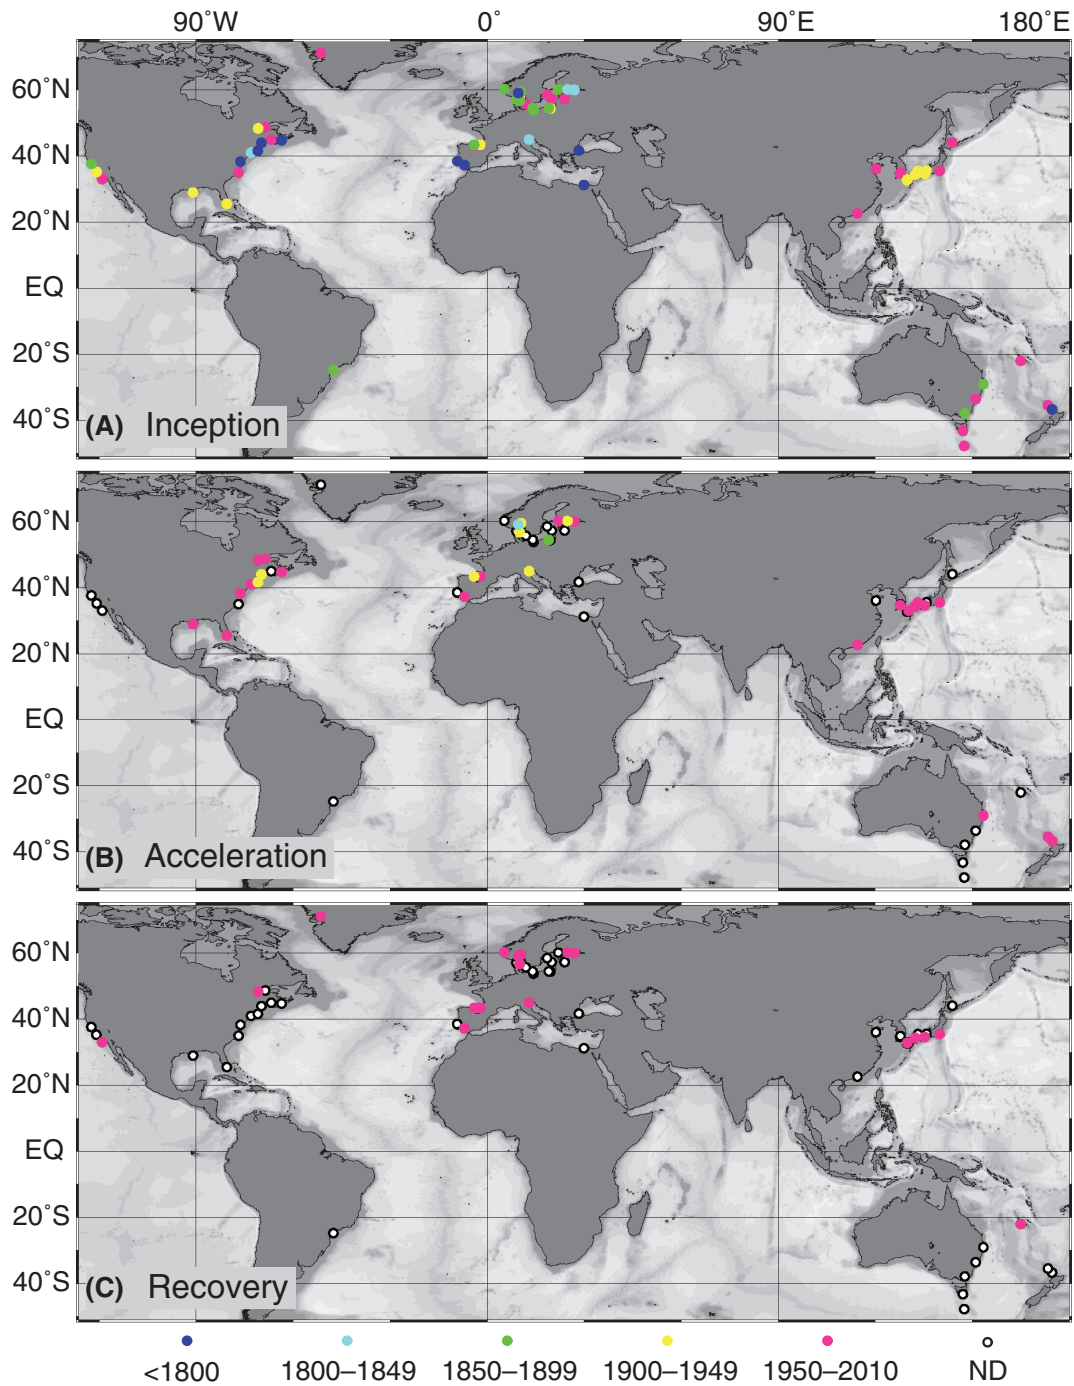 90˚W 0˚ 90˚E 180˚E
60˚N
40˚N
20˚N
EQ
20˚S
40˚S
(A) Inception
60˚N
40˚N
20˚N
EQ
20˚S
40˚S
(B) Acceleration
60˚N
40˚N
20˚N
EQ
20˚S
40˚S
(C) Recovery
<1800 1800–1849 1850–1899 1900–1949 1950–2010 ND